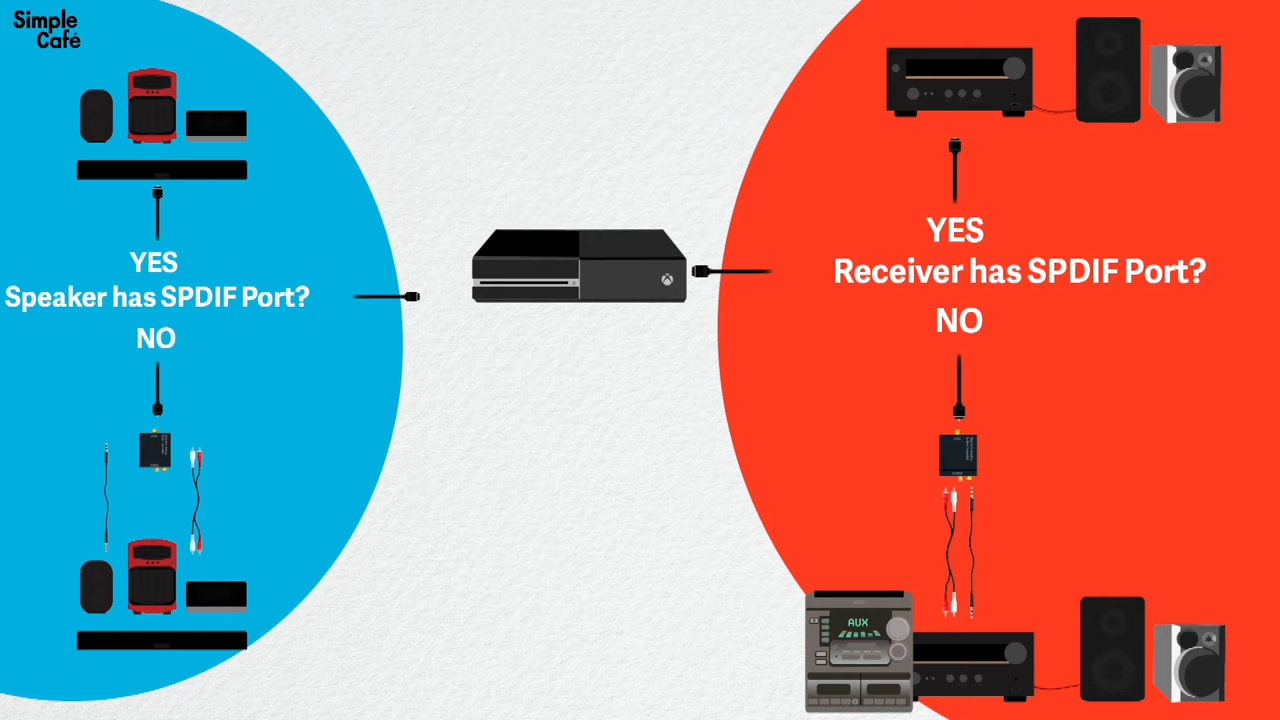 Simple
Café
YES
Speaker has SPDIF Port?
NO
YES
Receiver has SPDIF Port?
NO
AUX